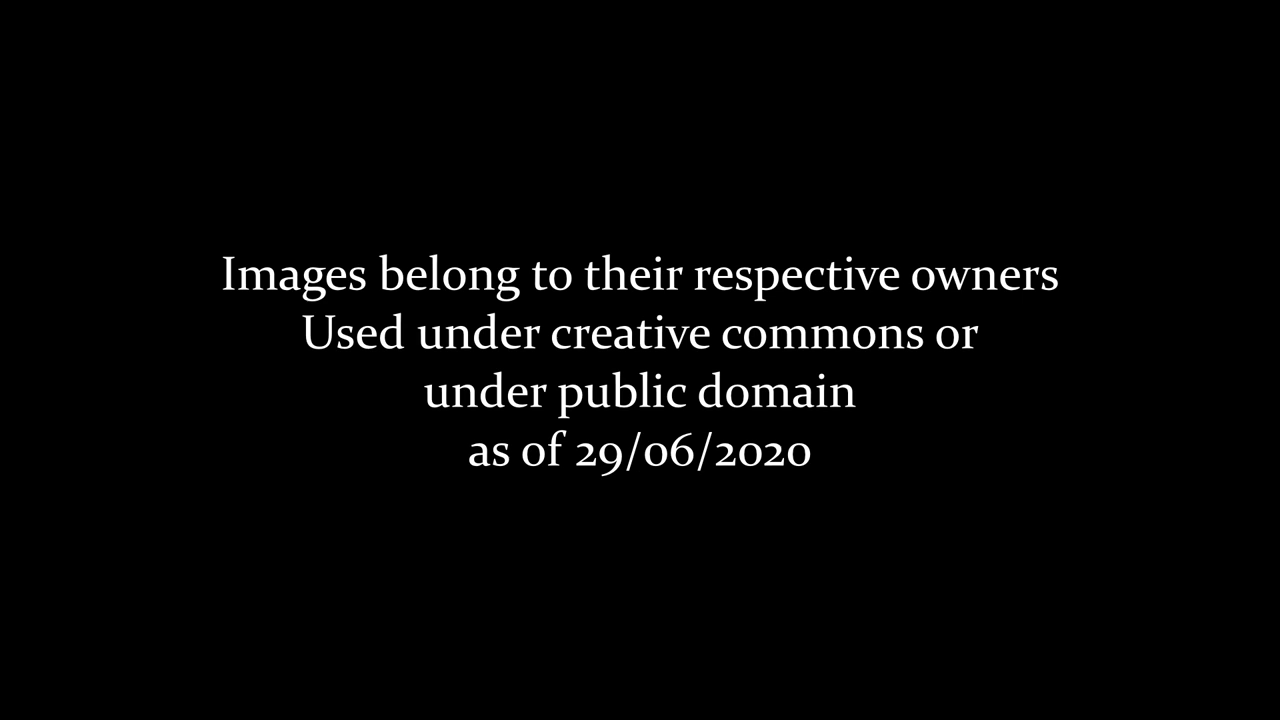 Images belong to their respective owners
Used under creative commons or
under public domain
as of 29/06/2020